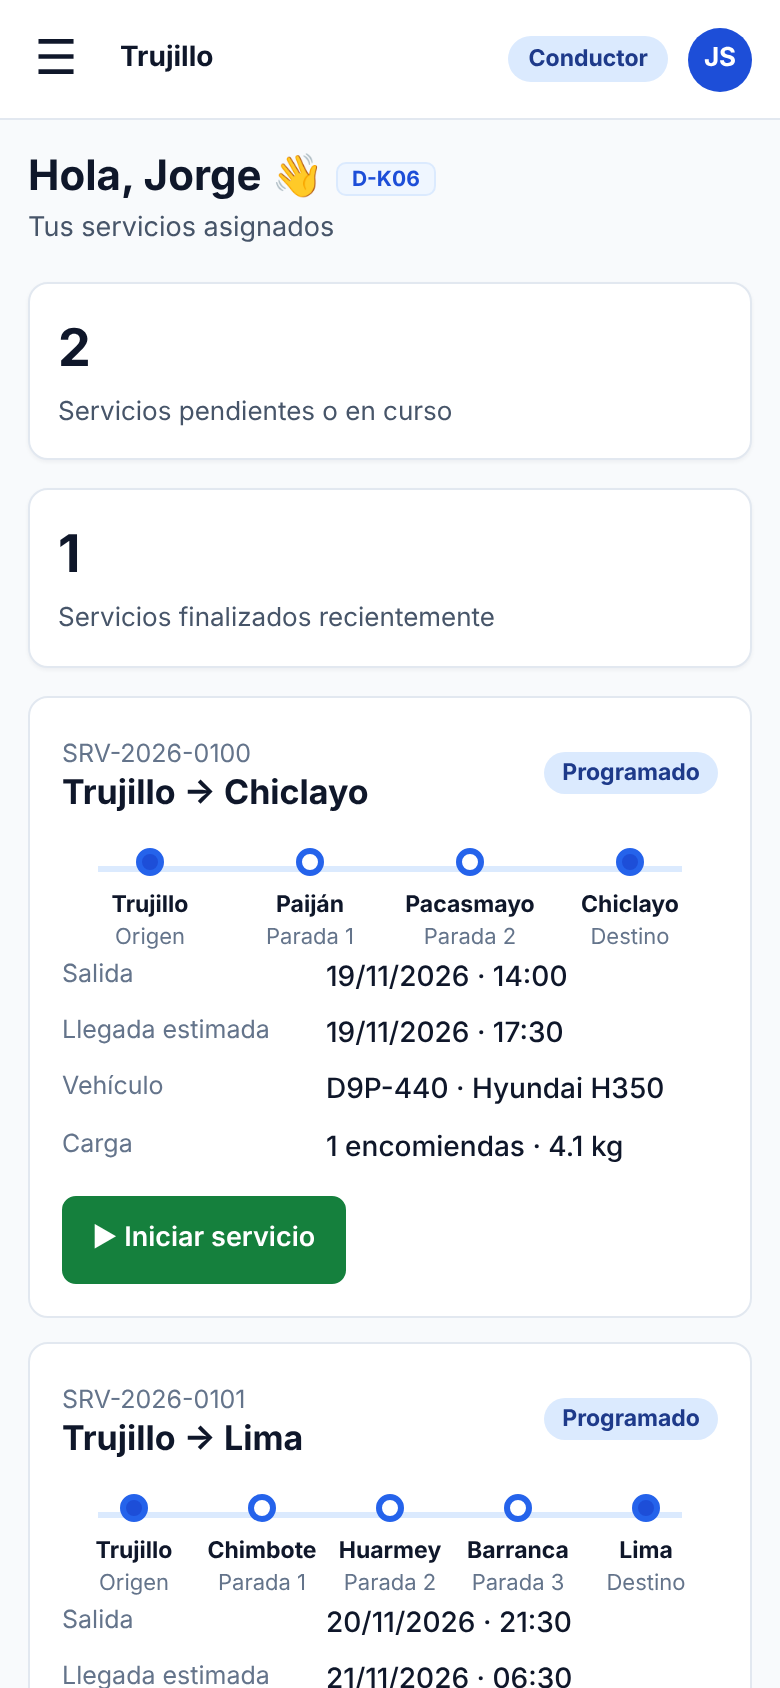 ☰ Trujillo Conductor JS
Hola, Jorge 👋 D-K06
Tus servicios asignados
2
Servicios pendientes o en curso
1
Servicios finalizados recientemente
SRV-2026-0100
Trujillo → Chiclayo
Programado
Trujillo Paiján Pacasmayo Chiclayo
Origen Parada 1 Parada 2 Destino
Salida 19/11/2026 · 14:00
Llegada estimada 19/11/2026 · 17:30
Vehículo D9P-440 · Hyundai H350
Carga 1 encomiendas · 4.1 kg
▶ Iniciar servicio
SRV-2026-0101
Trujillo → Lima
Programado
Trujillo Chimbote Huarmey Barranca Lima
Origen Parada 1 Parada 2 Parada 3 Destino
Salida 20/11/2026 · 21:30
Llegada estimada 21/11/2026 · 06:30